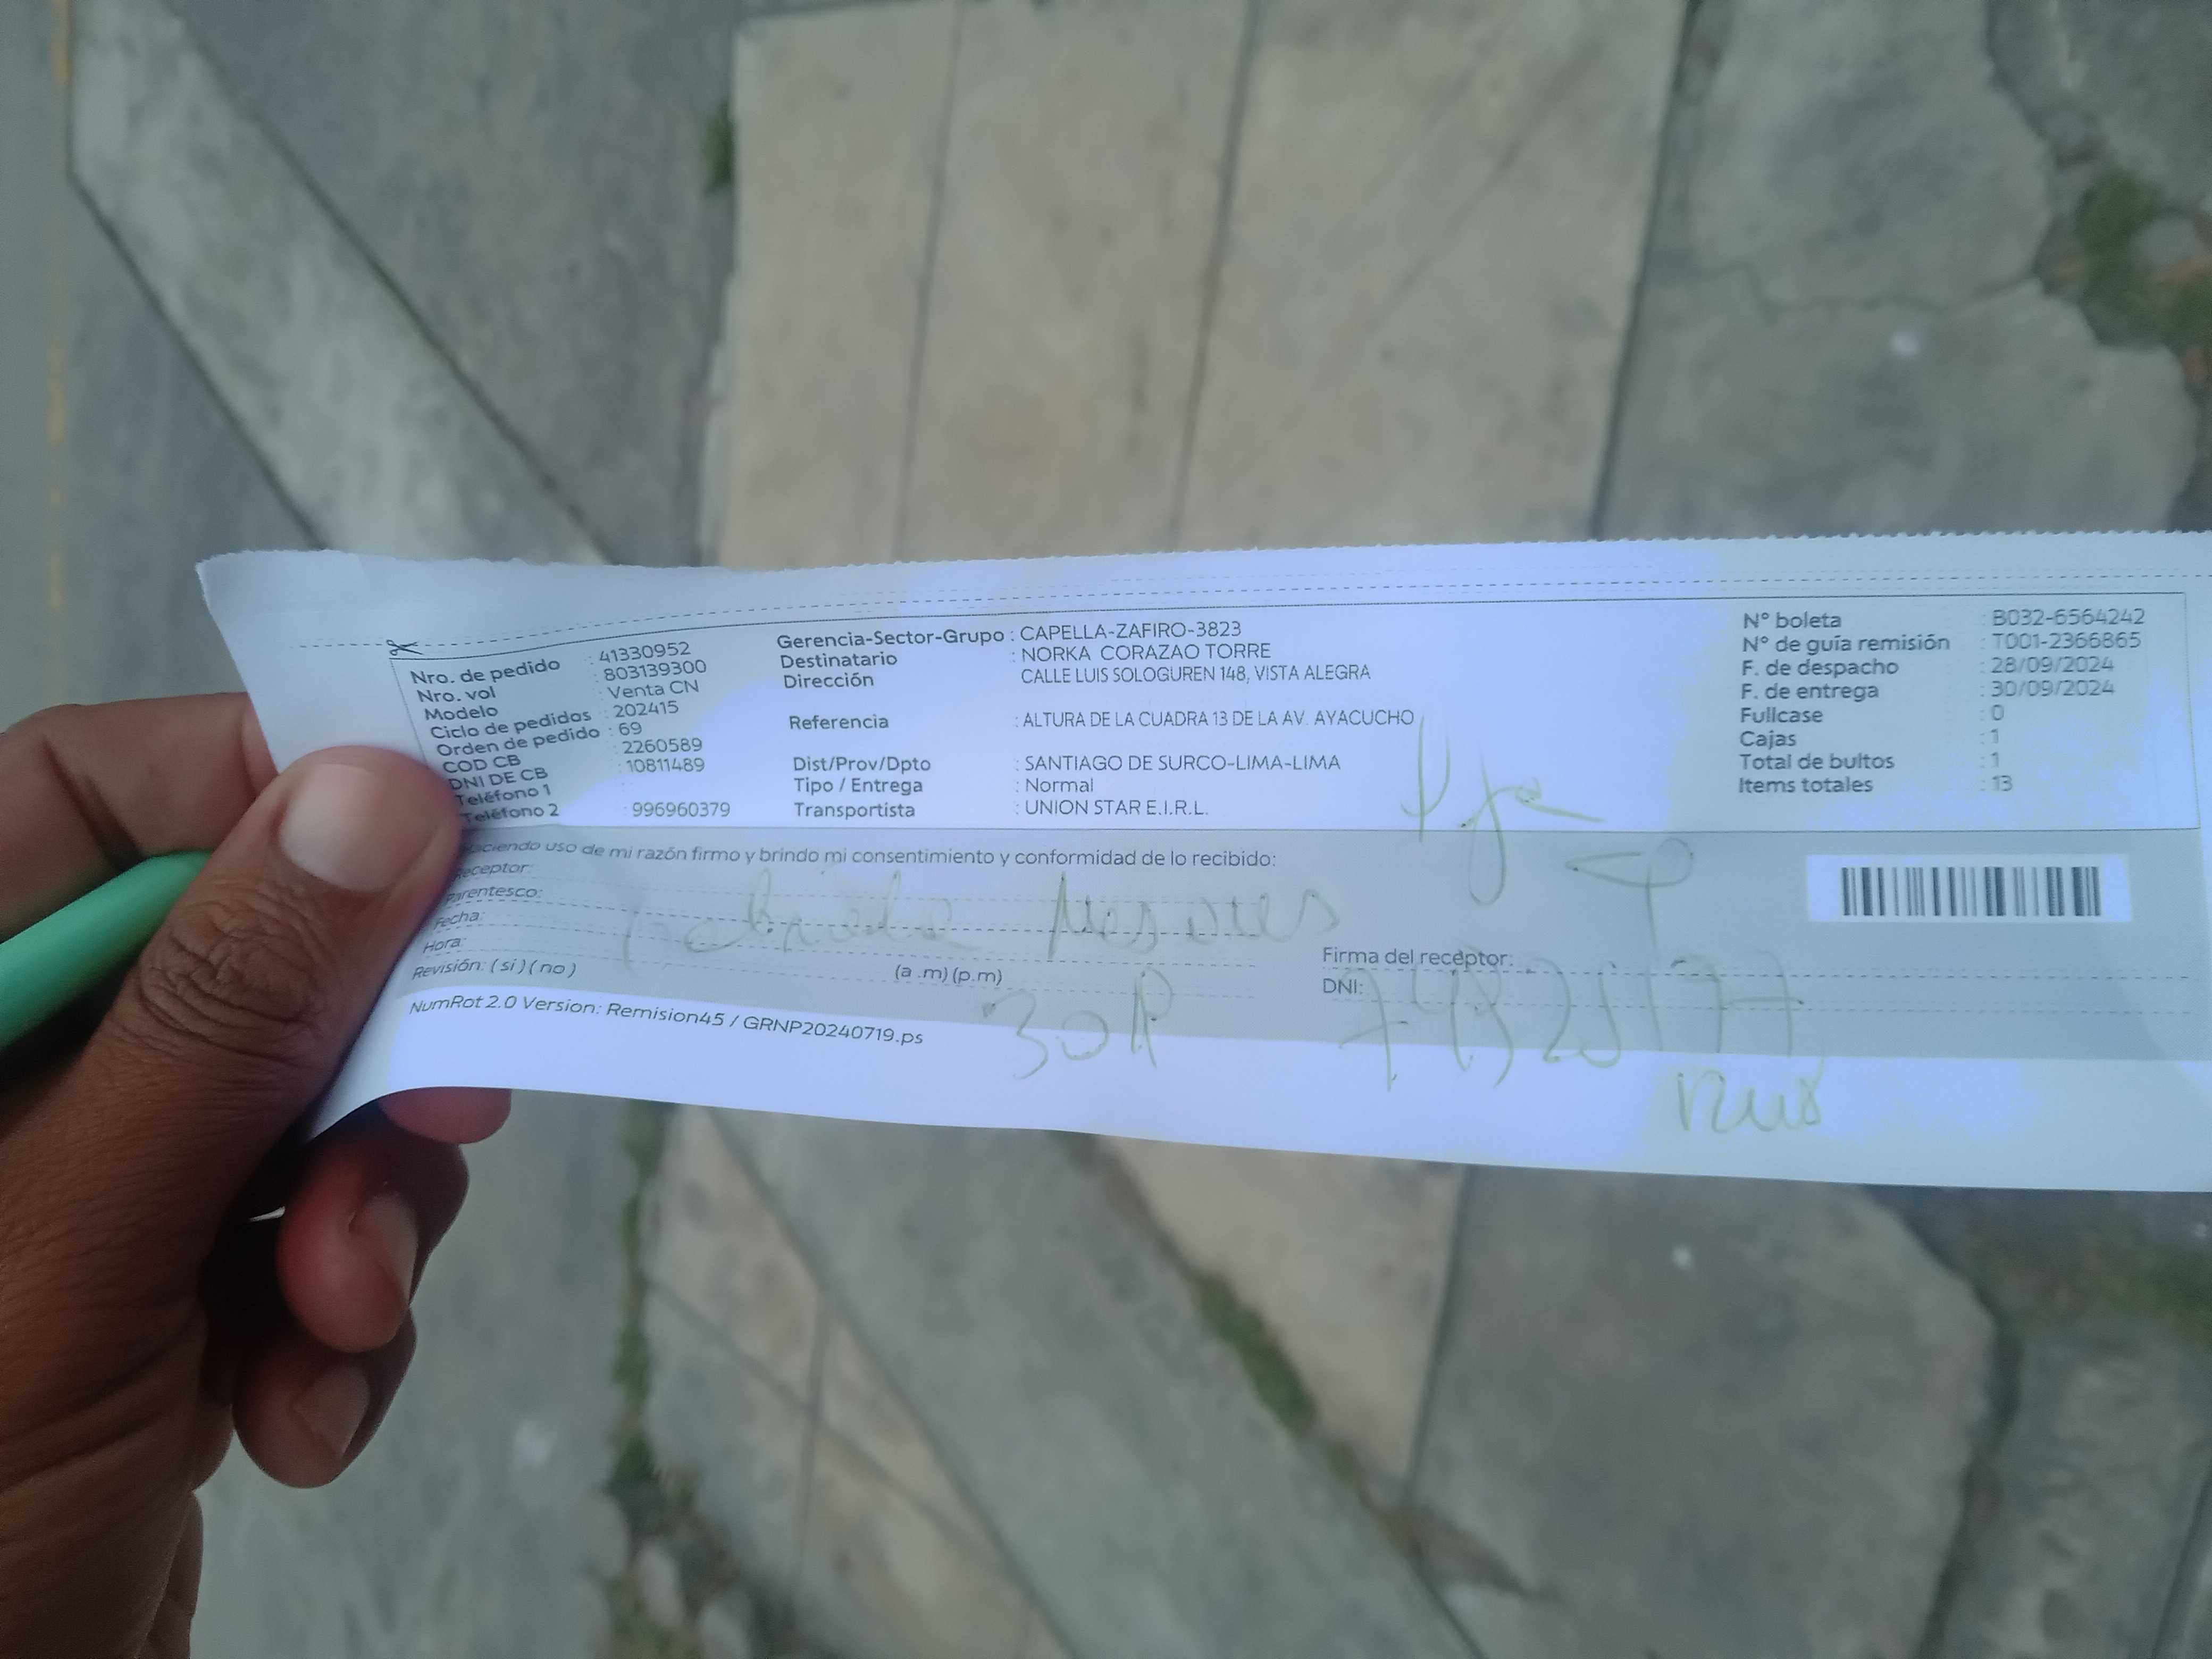 Nro. de pedido : 41330952
Nro. vol : 803139300
Modelo : Venta CN
Ciclo de pedidos : 202415
Orden de pedido : 69
COD CB : 2260589
DNI DE CB : 10811489
Teléfono 1 :
Teléfono 2 : 996960379
Gerencia-Sector-Grupo : CAPELLA-ZAFIRO-3823
Destinatario : NORKA CORAZAO TORRE
Dirección CALLE LUIS SOLOGUREN 148, VISTA ALEGRA
Referencia : ALTURA DE LA CUADRA 13 DE LA AV. AYACUCHO
Dist/Prov/Dpto : SANTIAGO DE SURCO-LIMA-LIMA
Tipo / Entrega : Normal
Transportista : UNION STAR E.I.R.L.
N° boleta : B032-6564242
N° de guía remisión : T001-2366865
F. de despacho : 28/09/2024
F. de entrega : 30/09/2024
Fullcase : 0
Cajas : 1
Total de bultos : 1
Items totales : 13
Haciendo uso de mi razón firmo y brindo mi consentimiento y conformidad de lo recibido:
Receptor:
Parentesco:
Fecha:
Hora: (a .m) (p.m)
Revisión: ( si ) ( no )
Firma del receptor:
DNI:
NumRot 2.0 Version: Remision45 / GRNP20240719.ps